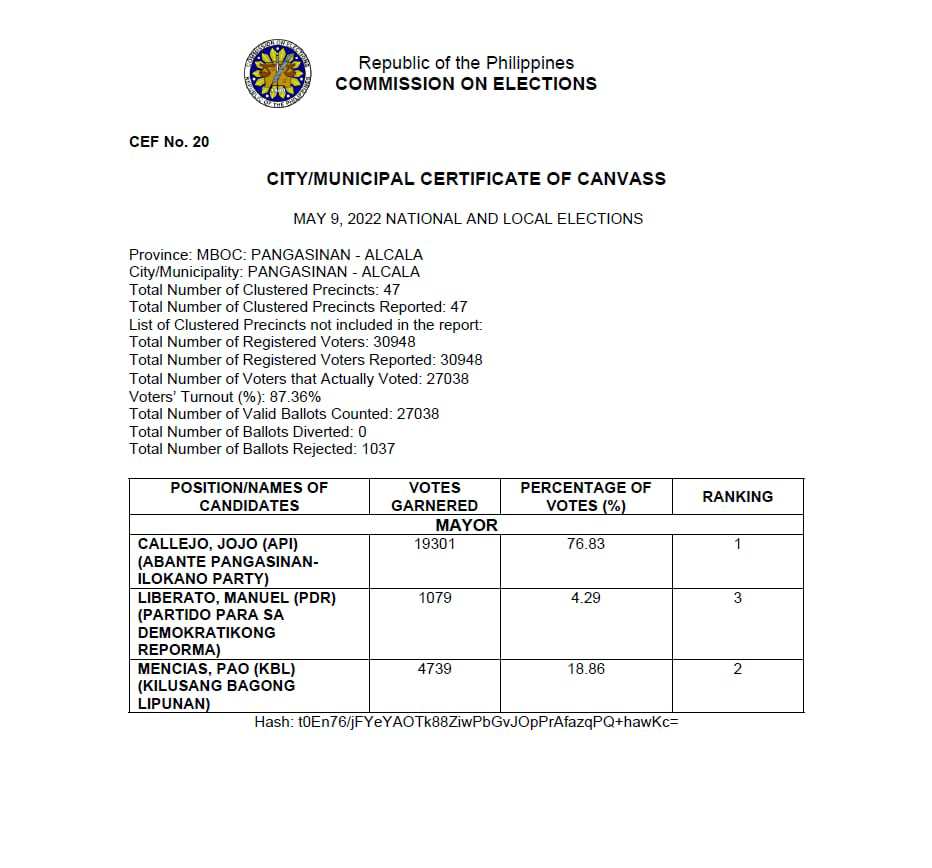 COMMISSION ON ELECTIONS
REPUBLIC OF THE PHILIPPINES
Republic of the Philippines
COMMISSION ON ELECTIONS
CEF No. 20
CITY/MUNICIPAL CERTIFICATE OF CANVASS
MAY 9, 2022 NATIONAL AND LOCAL ELECTIONS
Province: MBOC: PANGASINAN - ALCALA
City/Municipality: PANGASINAN - ALCALA
Total Number of Clustered Precincts: 47
Total Number of Clustered Precincts Reported: 47
List of Clustered Precincts not included in the report:
Total Number of Registered Voters: 30948
Total Number of Registered Voters Reported: 30948
Total Number of Voters that Actually Voted: 27038
Voters' Turnout (%): 87.36%
Total Number of Valid Ballots Counted: 27038
Total Number of Ballots Diverted: 0
Total Number of Ballots Rejected: 1037
POSITION/NAMES OF CANDIDATES VOTES GARNERED PERCENTAGE OF VOTES (%) RANKING
MAYOR
CALLEJO, JOJO (API) 19301 76.83 1
(ABANTE PANGASINAN-
ILOKANO PARTY)
LIBERATO, MANUEL (PDR) 1079 4.29 3
(PARTIDO PARA SA
DEMOKRATIKONG
REPORMA)
MENCIAS, PAO (KBL) 4739 18.86 2
(KILUSANG BAGONG
LIPUNAN)
Hash: t0En76/jFYeYAOTk88ZiwPbGvJOpPrAfazqPQ+hawKc=